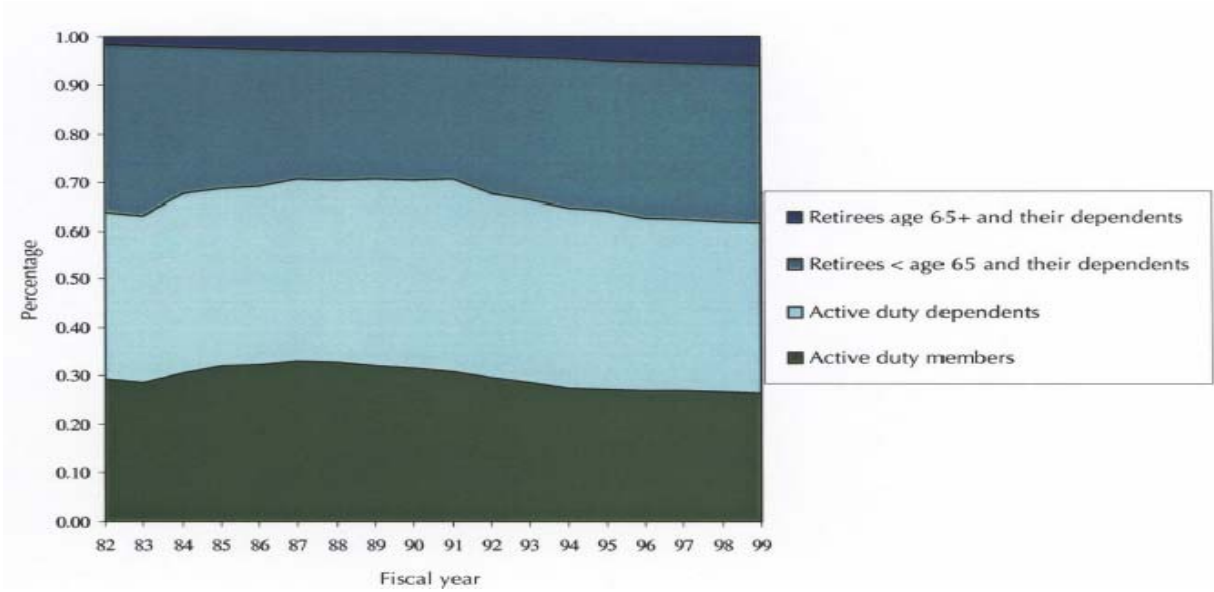 1.00
0.90
0.80
0.70
0.60
0.50
0.40
0.30
0.20
0.10
0.00
Percentage
82 83 84 85 86 87 88 89 90 91 92 93 94 95 96 97 98 99
Fiscal year
Retirees age 65+ and their dependents
Retirees < age 65 and their dependents
Active duty dependents
Active duty members